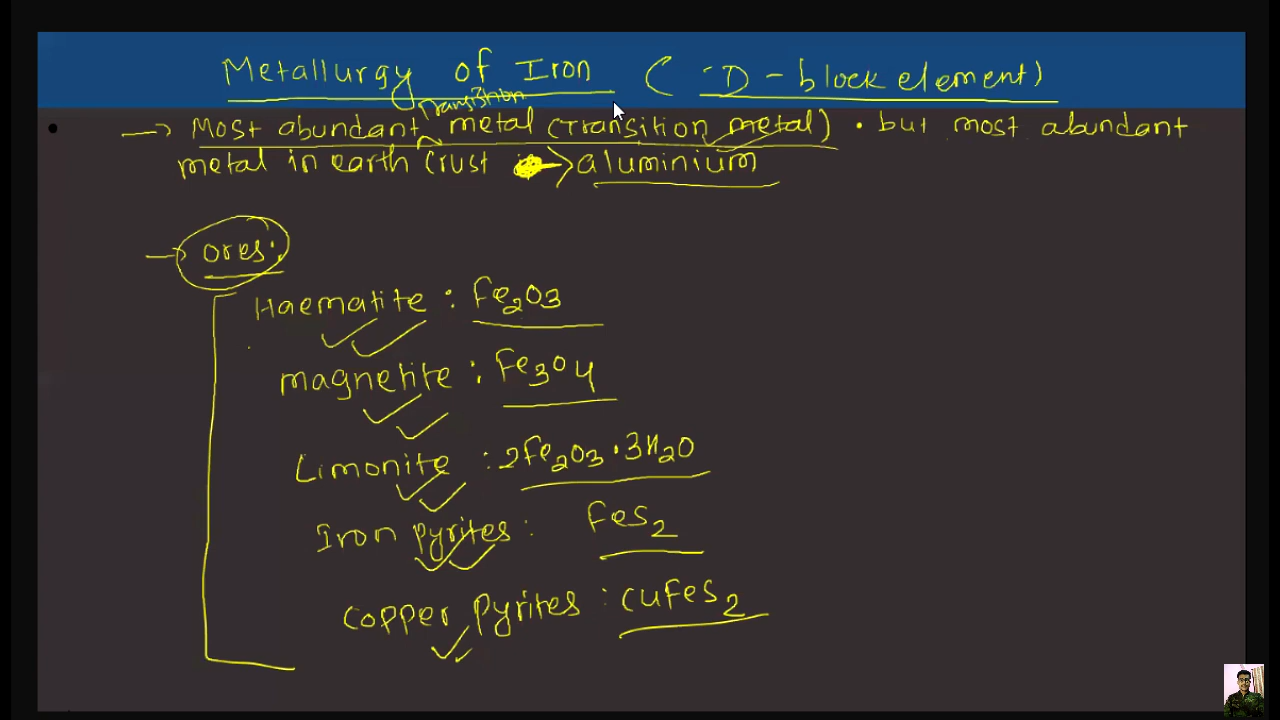 Metallurgy of Iron (D-block element)
Transition
→ Most abundant metal (Transition metal). but most abundant
metal in earth crust → aluminium
→ ores:
Haematite : Fe2O3
magnetite : Fe3O4
Limonite : 2Fe2O3·3H2O
Iron pyrites : FeS2
copper pyrites : CuFeS2